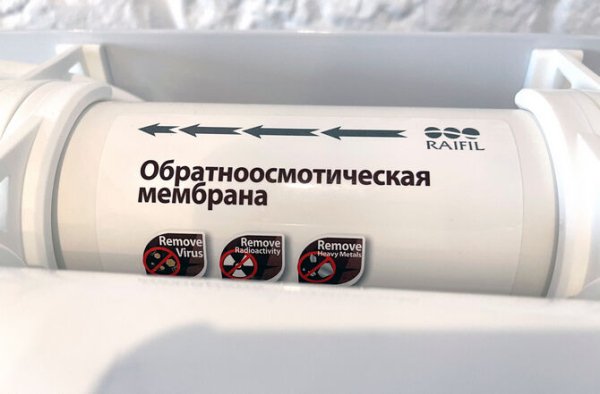 RAIFIL
Обратноосмотическая
мембрана
Remove
Virus
Remove
Radioactivity
Remove
Heavy Metals